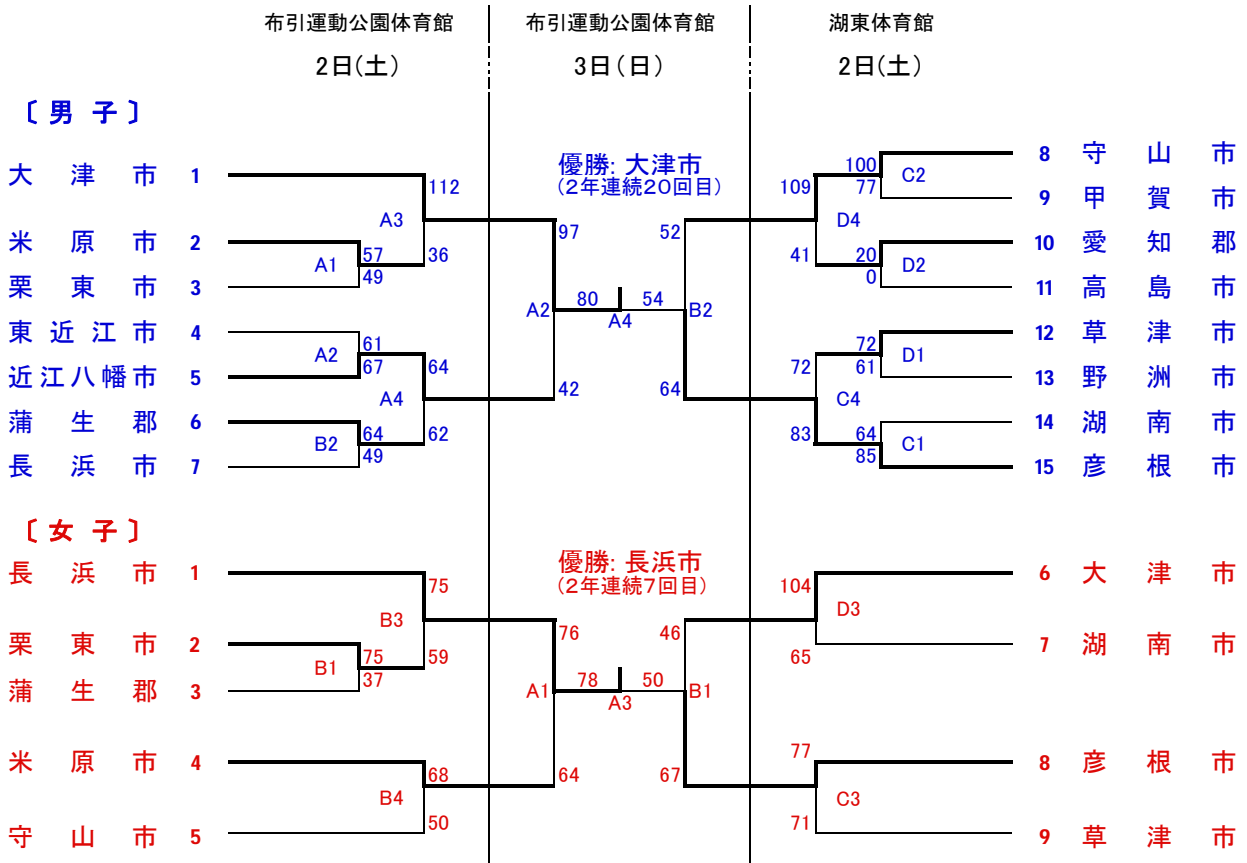 布引運動公園体育館 布引運動公園体育館 湖東体育館
2日(土) 3日(日) 2日(土)
〔男子〕
優勝: 大津市
(2年連続20回目)
大津市 1
米原市 2
栗東市 3
東近江市 4
近江八幡市 5
蒲生郡 6
長浜市 7
112
A3
57 36
A1
49
61
A2
67 64
A4
64 62
B2
49
97 52
A2 80 54 B2
A4
42 64
100
109 77 C2
D4
41 20 D2
0
72
72 61 D1
C4
83 64 C1
85
8 守山市
9 甲賀市
10 愛知郡
11 高島市
12 草津市
13 野洲市
14 湖南市
15 彦根市
〔女子〕
優勝: 長浜市
(2年連続7回目)
長浜市 1
栗東市 2
蒲生郡 3
米原市 4
守山市 5
75
B3
75 59
B1
37
68
B4
50
76 46
A1 78 50 B1
A3
64 67
104
D3
65
77
C3
71
6 大津市
7 湖南市
8 彦根市
9 草津市